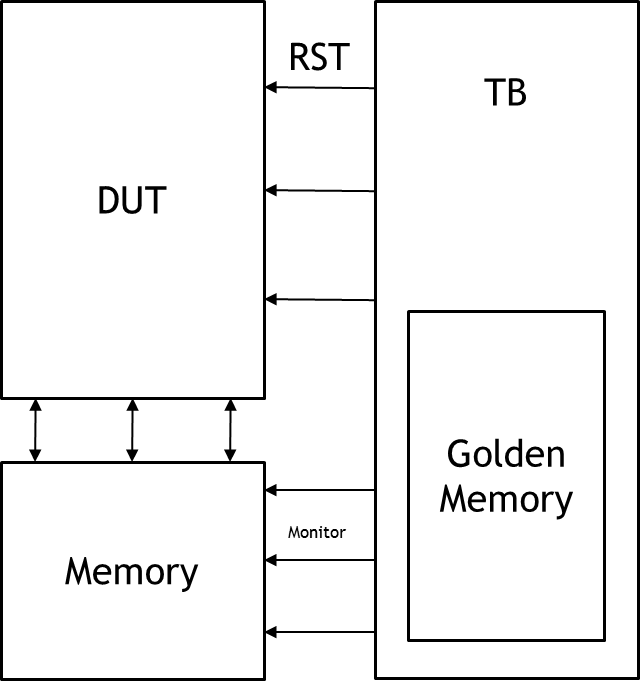 RST
TB
DUT
Golden
Memory
Monitor
Memory